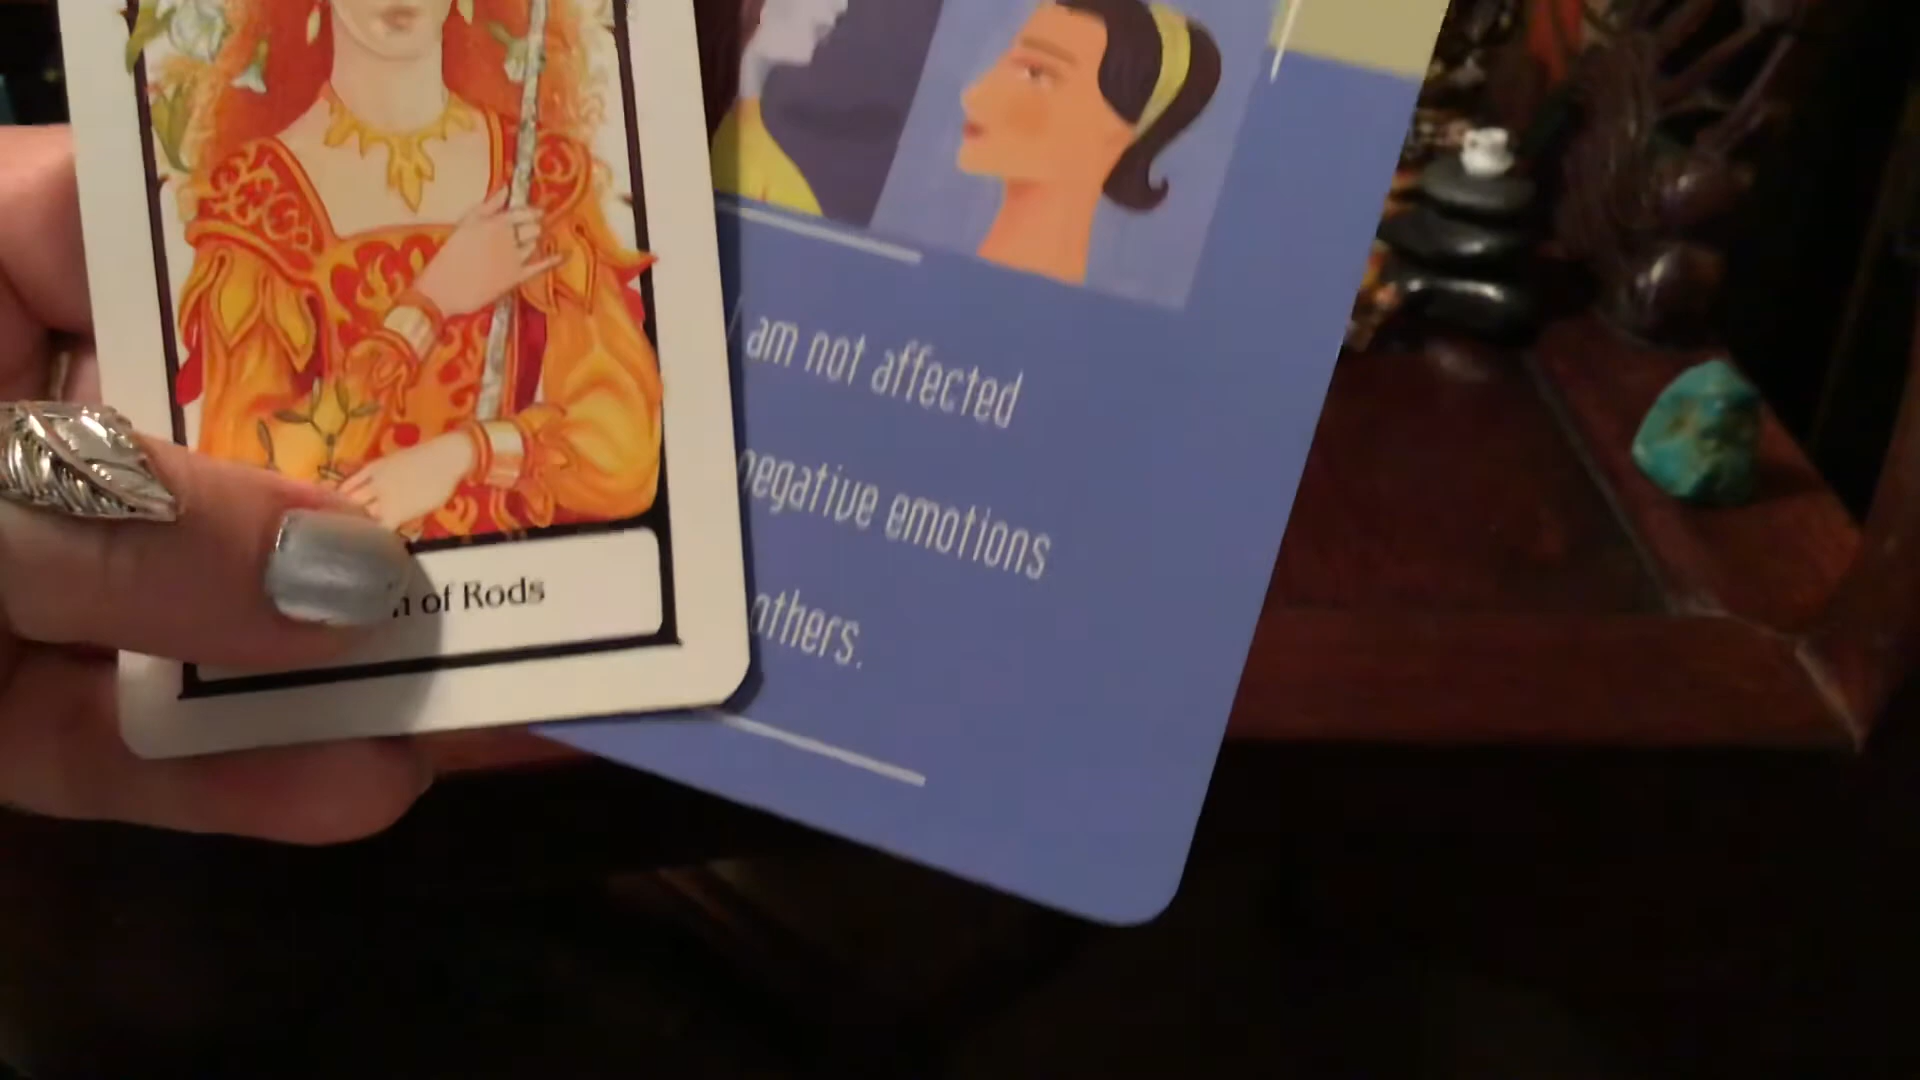 of Rods
I am not affected
negative emotions
others.